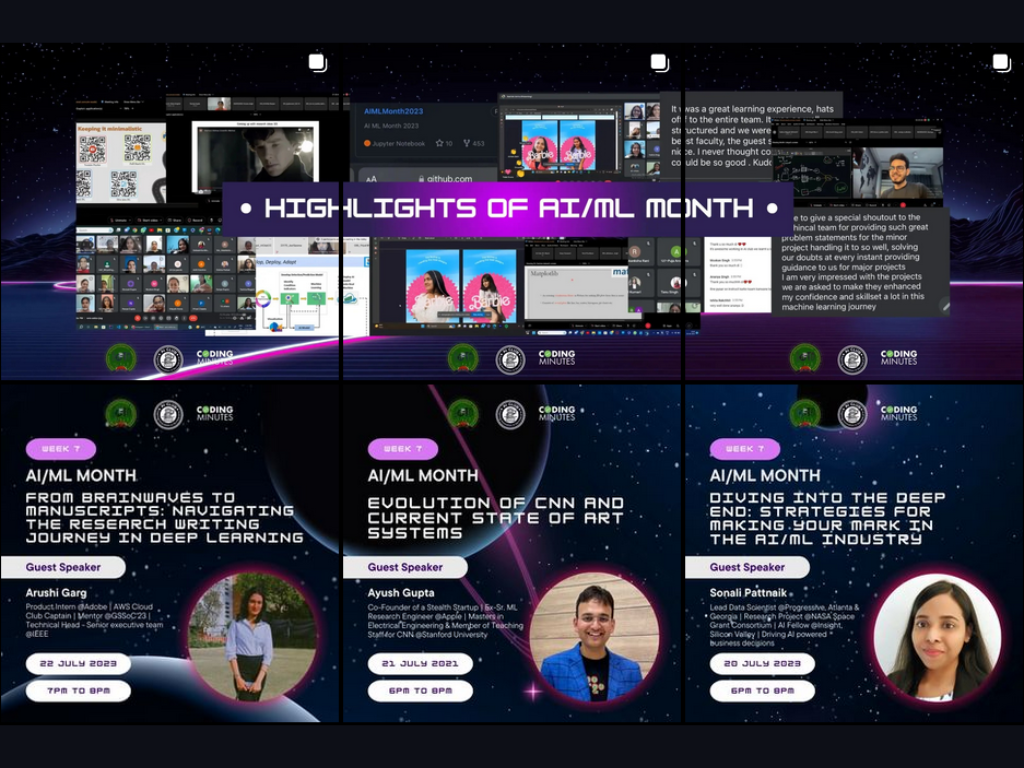 Keeping it minimalistic
AIMLMonth2023
AI ML Month 2023
Jupyter Notebook 10 453
AA github.com
It was a great learning experience, hats
off to the entire team. It
structured and we were
best faculty, the guest s
nice. I never thought co
could be so good . Kudo
• HIGHLIGHTS OF AI/ML MONTH •
to give a special shoutout to the
team for providing such great
problem statements for the minor
project handling it to so well, solving
our doubts at every instant providing
guidance to us for major projects
I am very impressed with the projects
we are asked to make they enhanced
my confidence and skillset a lot in this
machine learning journey
Deploy, Adapt
Barbie
Barbie
Barbie
Barbie
CODING
MINUTES
CODING
MINUTES
CODING
MINUTES
CODING
MINUTES
WEEK 7
AI/ML MONTH
FROM BRAINWAVES TO
MANUSCRIPTS: NAVIGATING
THE RESEARCH WRITING
JOURNEY IN DEEP LEARNING
Guest Speaker
Arushi Garg
Product Intern @Adobe | AWS Cloud
Club Captain | Mentor @GSSoC'23 |
Technical Head - Senior executive team
@IEEE
22 JULY 2023
7PM TO 8PM
CODING
MINUTES
WEEK 7
AI/ML MONTH
EVOLUTION OF CNN AND
CURRENT STATE OF ART
SYSTEMS
Guest Speaker
Ayush Gupta
Co-Founder of a Stealth Startup | Ex-Sr. ML
Research Engineer @Apple | Masters in
Electrical Engineering & Member of Teaching
Staff for CNN @Stanford University
21 JULY 2021
6PM TO 8PM
CODING
MINUTES
WEEK 7
AI/ML MONTH
DIVING INTO THE DEEP
END: STRATEGIES FOR
MAKING YOUR MARK IN
THE AI/ML INDUSTRY
Guest Speaker
Sonali Pattnaik
Lead Data Scientist @Progressive, Atlanta &
Georgia | Research Project @NASA Space
Grant Consortium | AI Fellow @Insight,
Silicon Valley | Driving AI powered
business decisions
20 JULY 2023
6PM TO 8PM